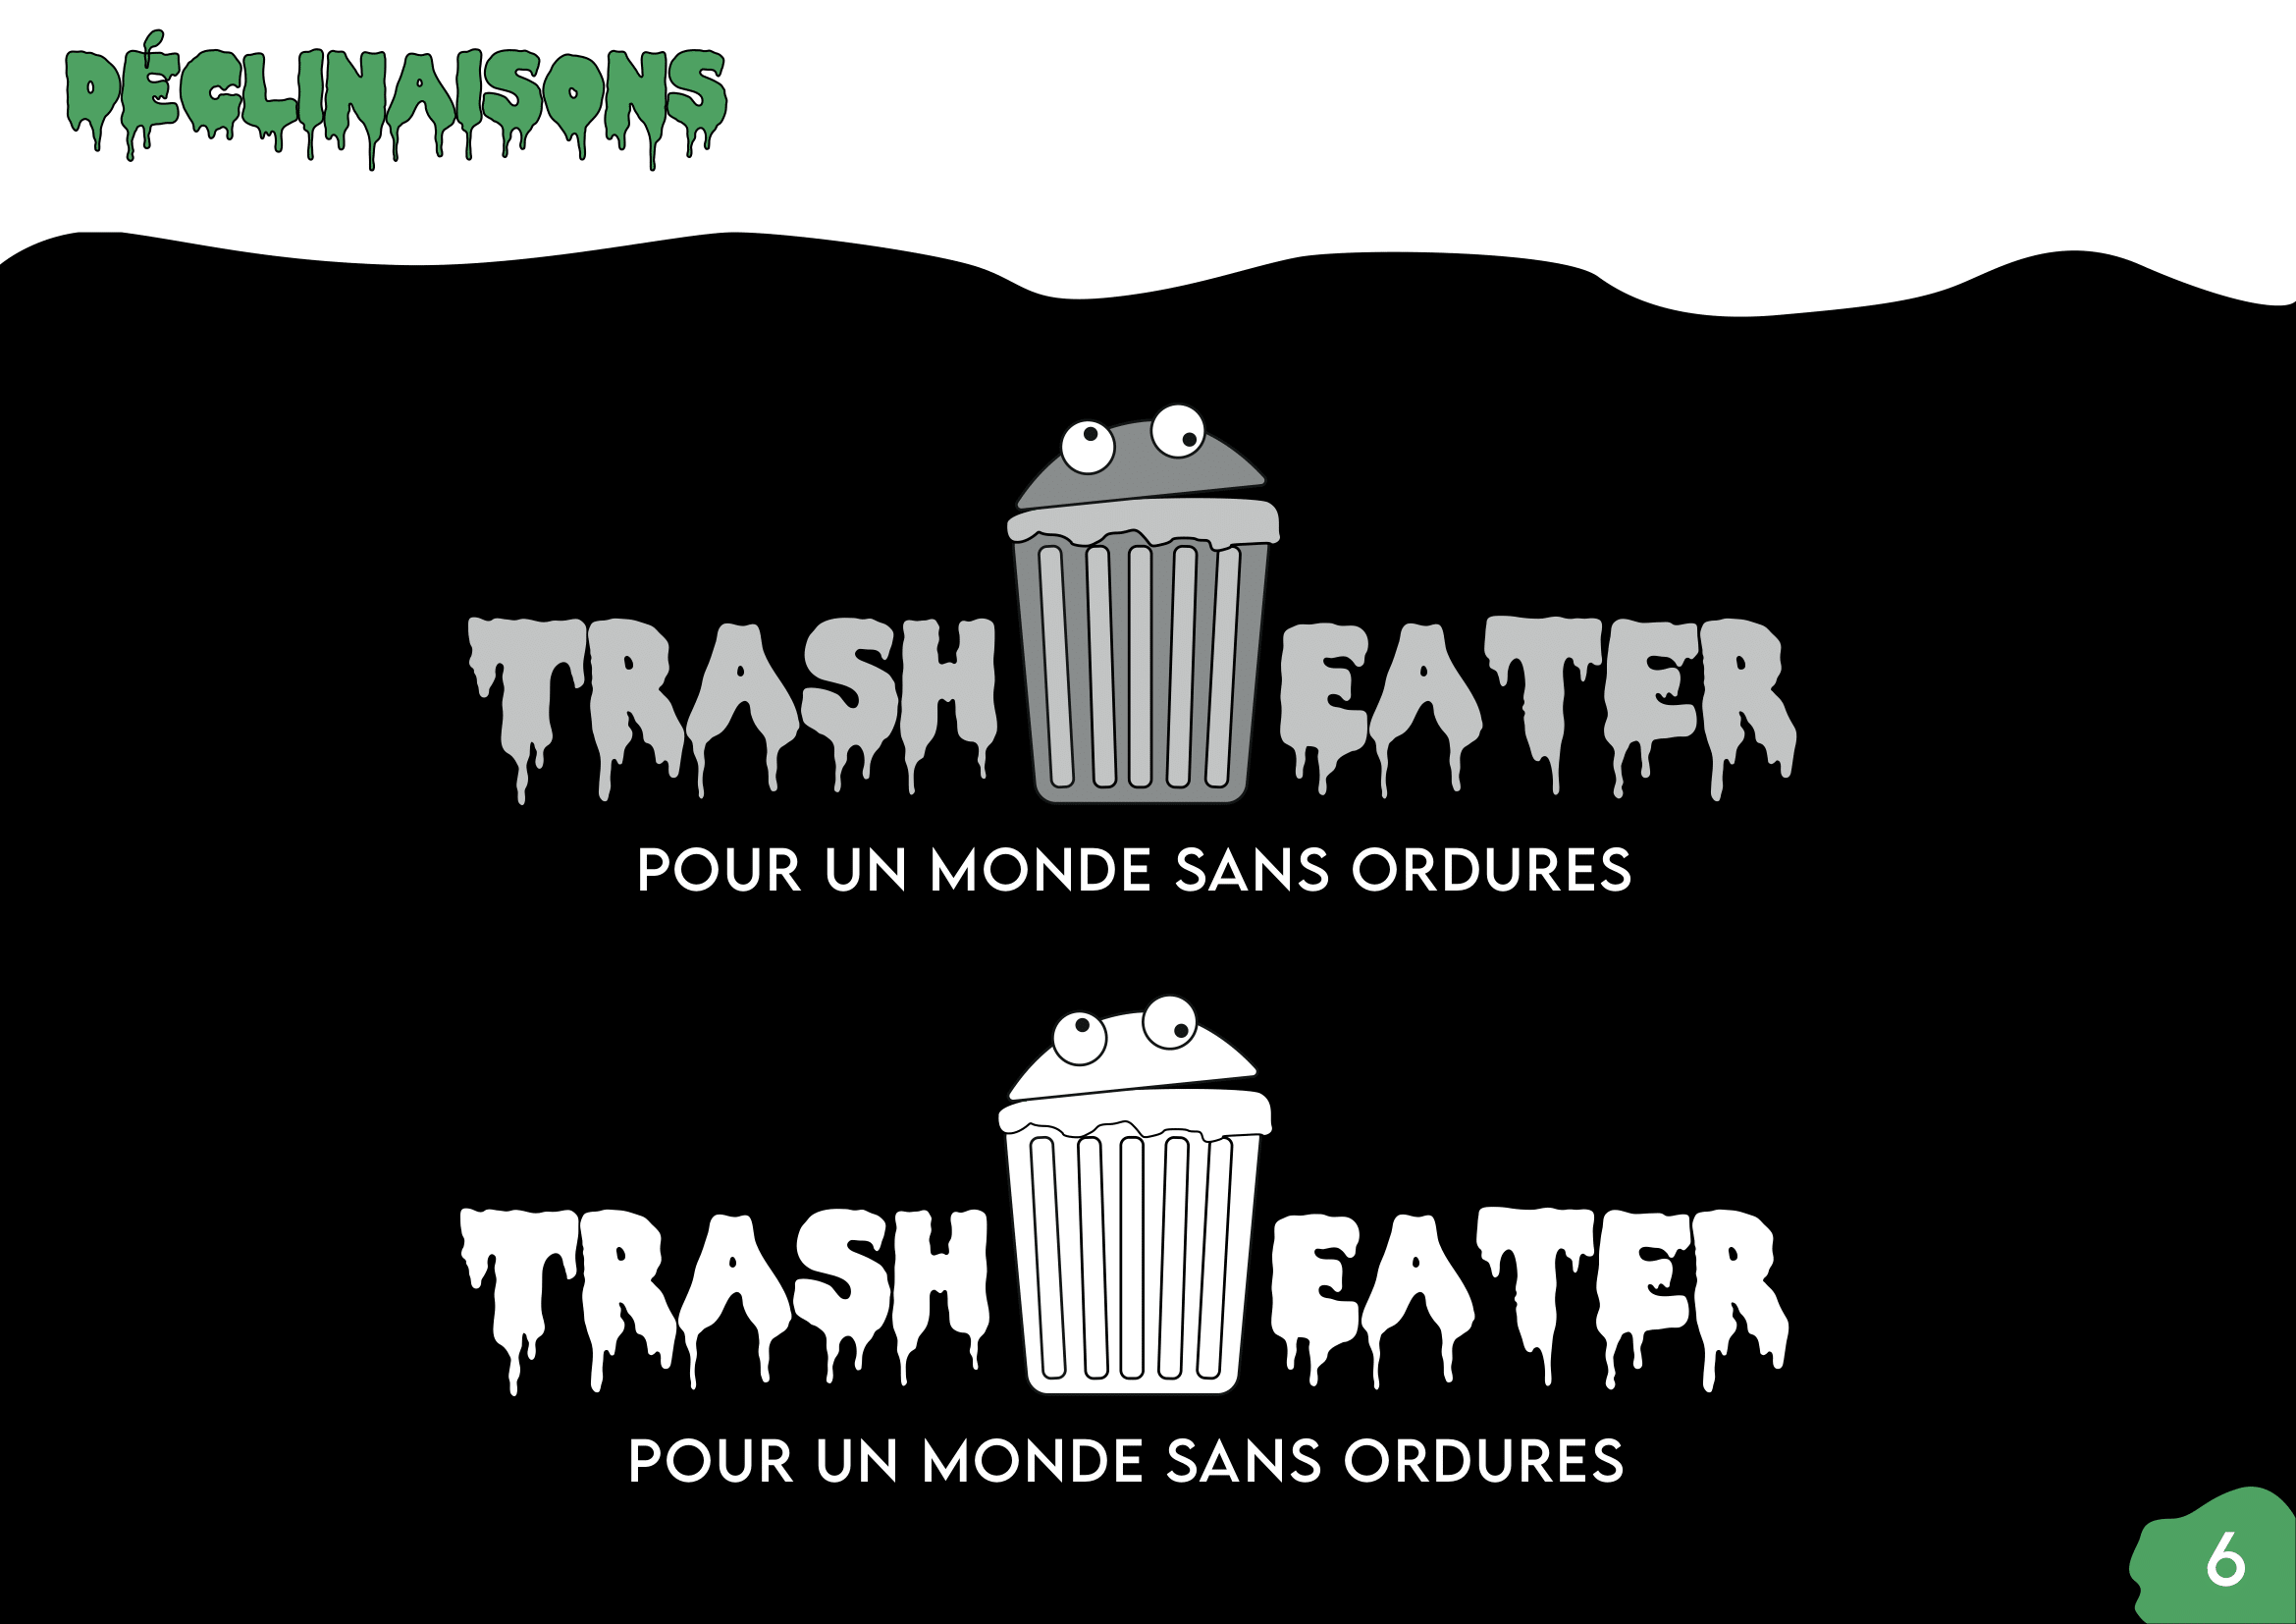 DÉCLINAISONS
TRASH EATER
POUR UN MONDE SANS ORDURES
TRASH EATER
POUR UN MONDE SANS ORDURES
6